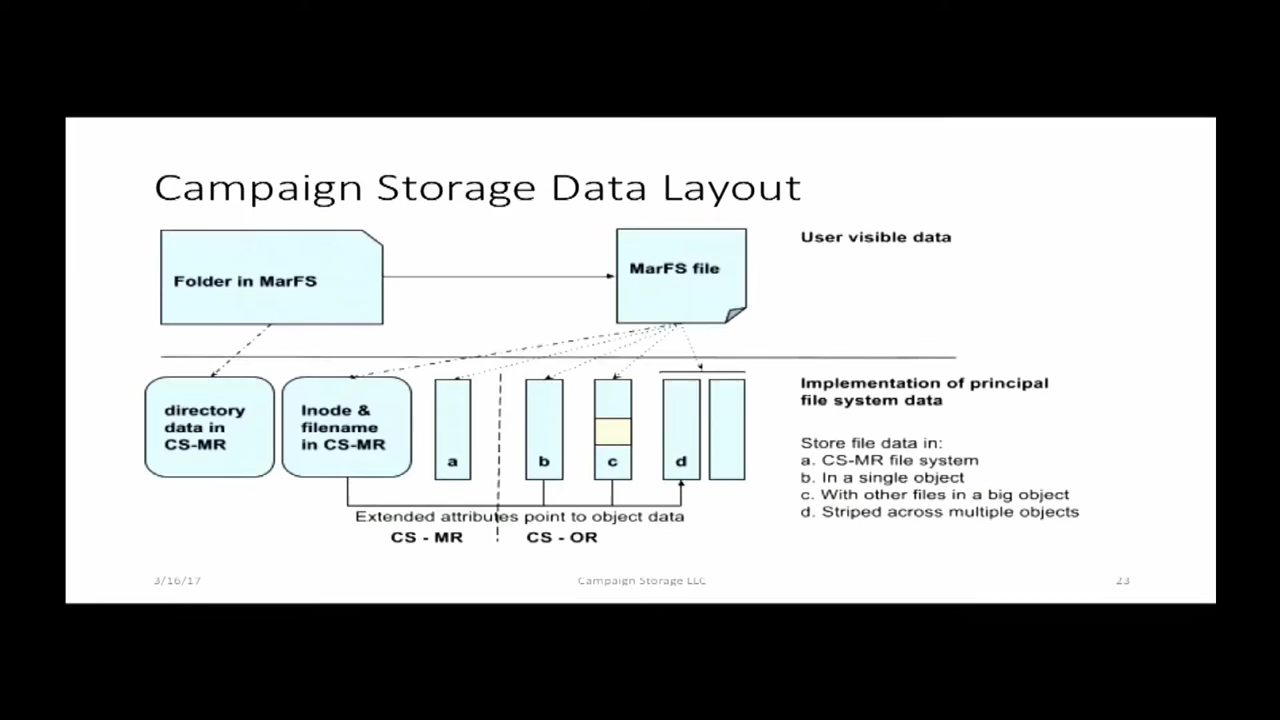 Campaign Storage Data Layout
User visible data
Folder in MarFS
MarFS file
Implementation of principal
file system data
directory
data in
CS-MR
Inode &
filename
in CS-MR
a
b
c
d
Store file data in:
a. CS-MR file system
b. In a single object
c. With other files in a big object
d. Striped across multiple objects
Extended attributes point to object data
CS - MR
CS - OR
3/16/17
Campaign Storage LLC
23